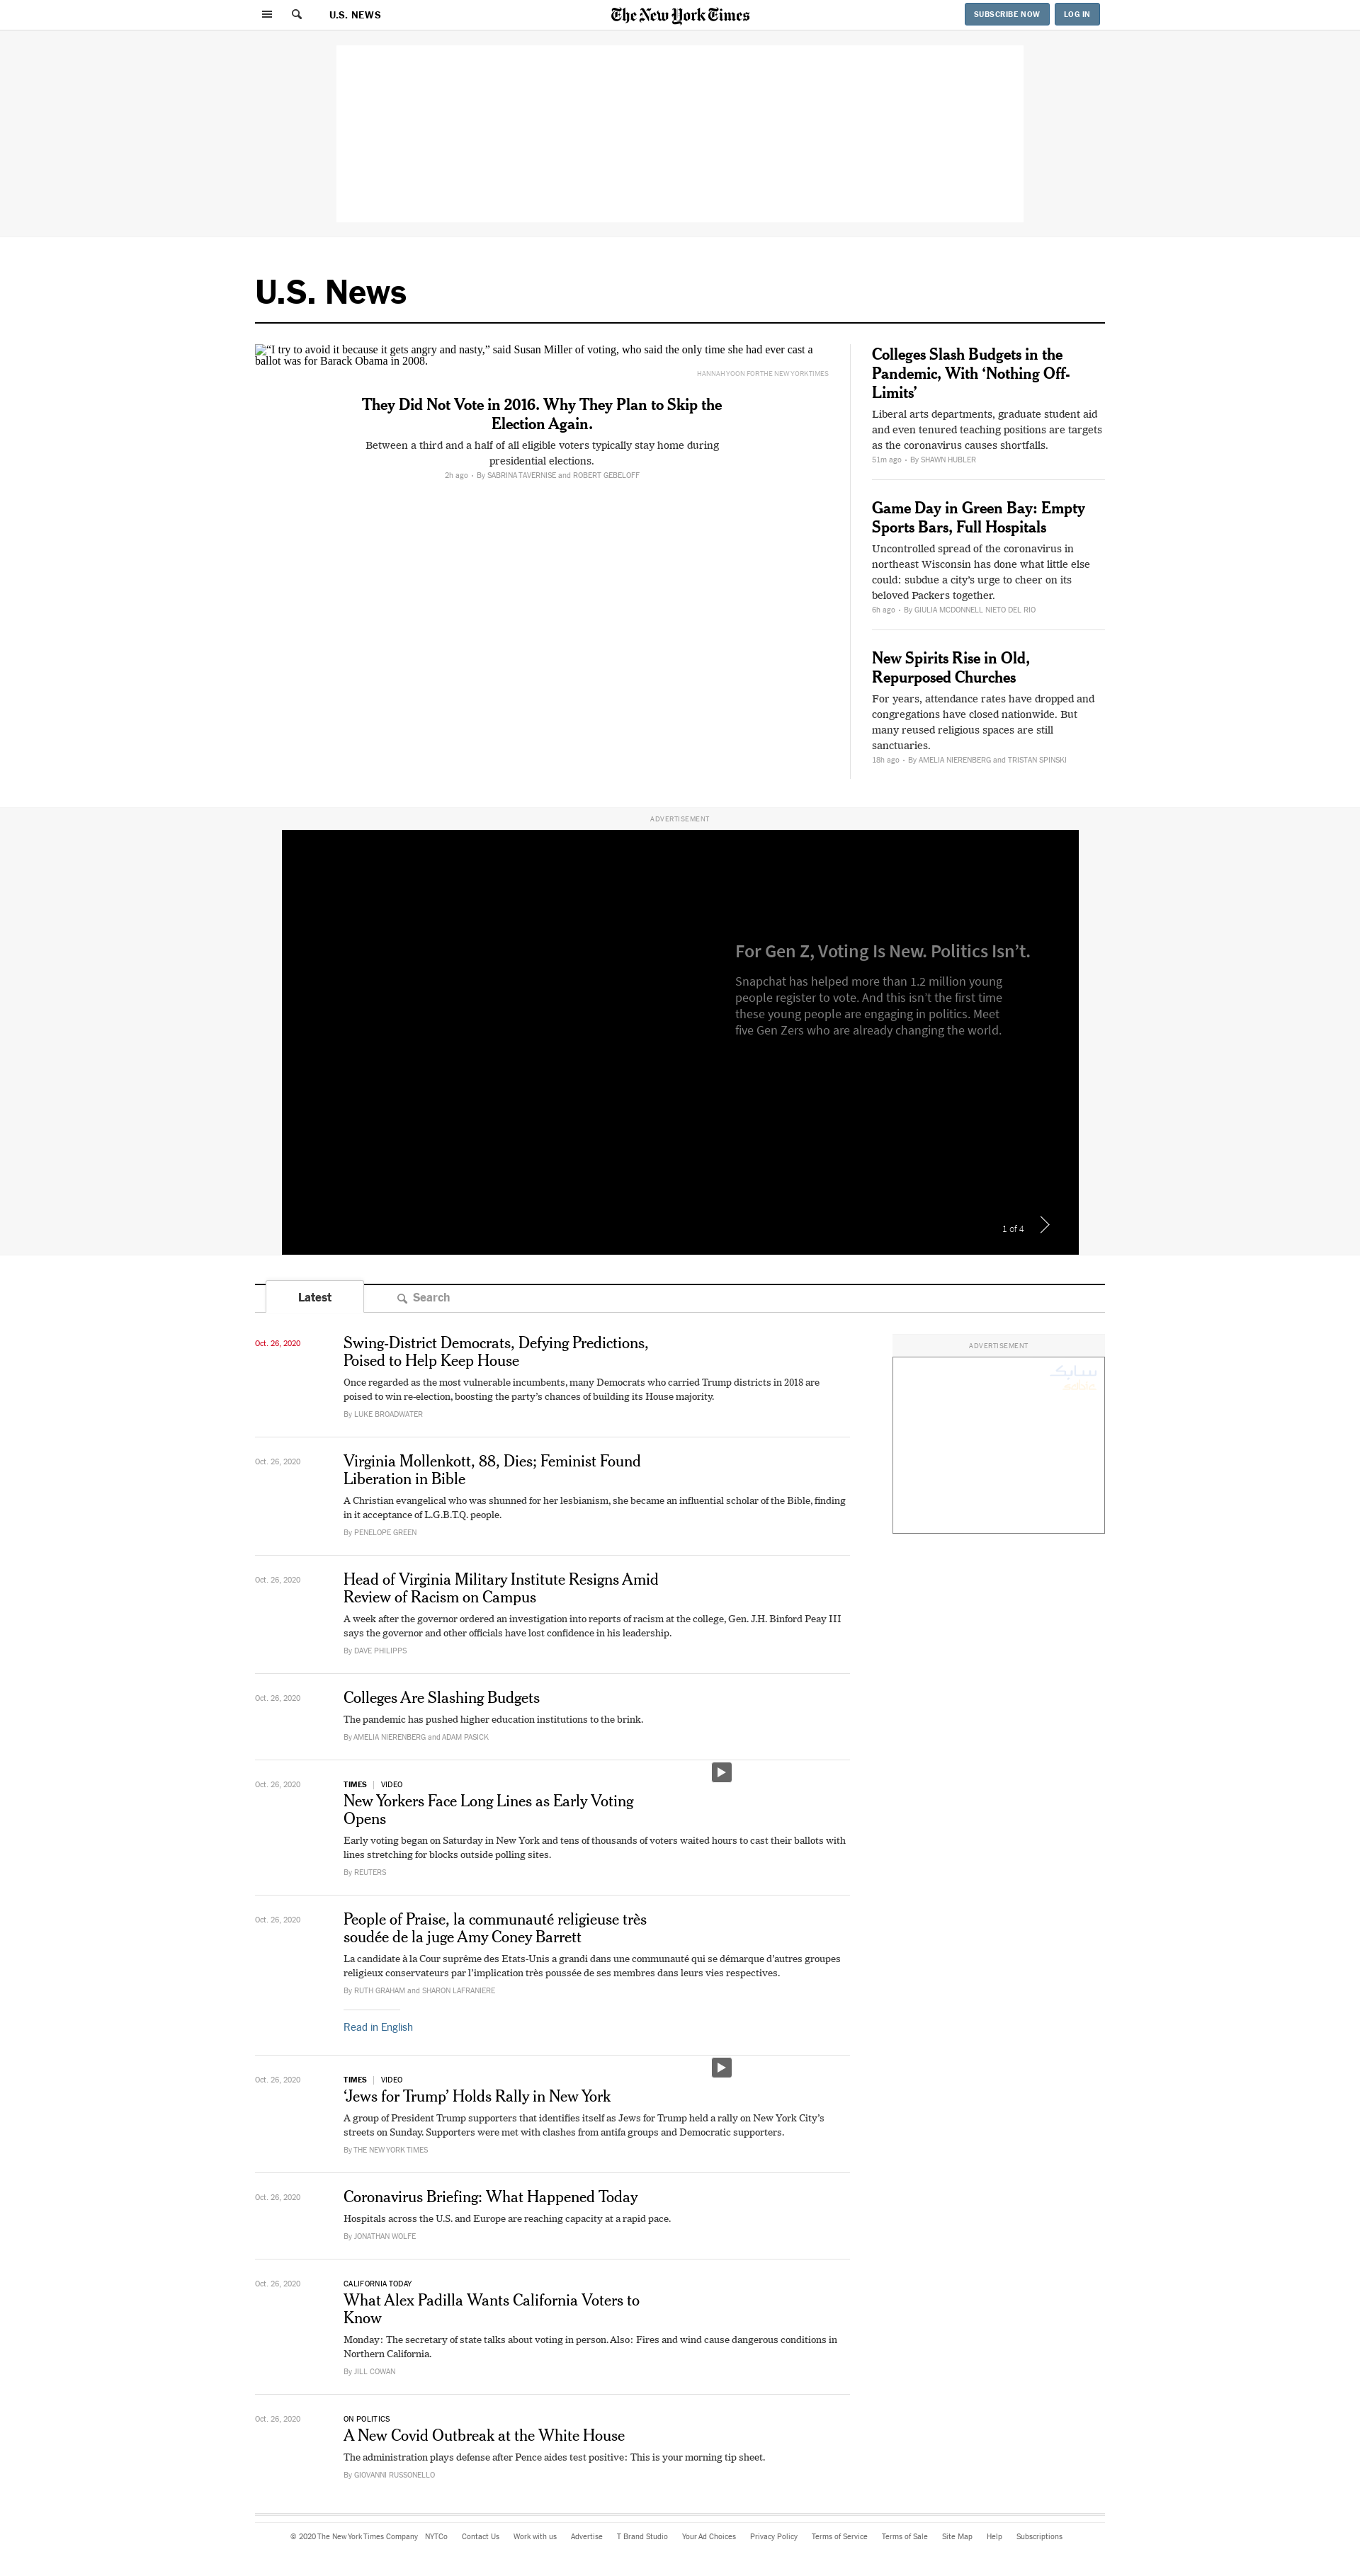 U.S. NEWS
The New York Times
SUBSCRIBE NOW
LOG IN
U.S. News
“I try to avoid it because it gets angry and nasty,” said Susan Miller of voting, who said the only time she had ever cast a
ballot was for Barack Obama in 2008.
HANNAH YOON FOR THE NEW YORK TIMES
They Did Not Vote in 2016. Why They Plan to Skip the
Election Again.
Between a third and a half of all eligible voters typically stay home during
presidential elections.
2h ago • By SABRINA TAVERNISE and ROBERT GEBELOFF
Colleges Slash Budgets in the
Pandemic, With ‘Nothing Off-
Limits’
Liberal arts departments, graduate student aid
and even tenured teaching positions are targets
as the coronavirus causes shortfalls.
51m ago • By SHAWN HUBLER
Game Day in Green Bay: Empty
Sports Bars, Full Hospitals
Uncontrolled spread of the coronavirus in
northeast Wisconsin has done what little else
could: subdue a city’s urge to cheer on its
beloved Packers together.
6h ago • By GIULIA MCDONNELL NIETO DEL RIO
New Spirits Rise in Old,
Repurposed Churches
For years, attendance rates have dropped and
congregations have closed nationwide. But
many reused religious spaces are still
sanctuaries.
18h ago • By AMELIA NIERENBERG and TRISTAN SPINSKI
ADVERTISEMENT
For Gen Z, Voting Is New. Politics Isn’t.
Snapchat has helped more than 1.2 million young
people register to vote. And this isn’t the first time
these young people are engaging in politics. Meet
five Gen Zers who are already changing the world.
1 of 4
Latest
Search
Oct. 26, 2020
Swing-District Democrats, Defying Predictions,
Poised to Help Keep House
Once regarded as the most vulnerable incumbents, many Democrats who carried Trump districts in 2018 are
poised to win re-election, boosting the party’s chances of building its House majority.
By LUKE BROADWATER
ADVERTISEMENT
سابك
Oct. 26, 2020
Virginia Mollenkott, 88, Dies; Feminist Found
Liberation in Bible
A Christian evangelical who was shunned for her lesbianism, she became an influential scholar of the Bible, finding
in it acceptance of L.G.B.T.Q. people.
By PENELOPE GREEN
Oct. 26, 2020
Head of Virginia Military Institute Resigns Amid
Review of Racism on Campus
A week after the governor ordered an investigation into reports of racism at the college, Gen. J.H. Binford Peay III
says the governor and other officials have lost confidence in his leadership.
By DAVE PHILIPPS
Oct. 26, 2020
Colleges Are Slashing Budgets
The pandemic has pushed higher education institutions to the brink.
By AMELIA NIERENBERG and ADAM PASICK
Oct. 26, 2020
TIMES | VIDEO
New Yorkers Face Long Lines as Early Voting
Opens
Early voting began on Saturday in New York and tens of thousands of voters waited hours to cast their ballots with
lines stretching for blocks outside polling sites.
By REUTERS
Oct. 26, 2020
People of Praise, la communauté religieuse très
soudée de la juge Amy Coney Barrett
La candidate à la Cour suprême des Etats-Unis a grandi dans une communauté qui se démarque d’autres groupes
religieux conservateurs par l’implication très poussée de ses membres dans leurs vies respectives.
By RUTH GRAHAM and SHARON LAFRANIERE
Read in English
Oct. 26, 2020
TIMES | VIDEO
‘Jews for Trump’ Holds Rally in New York
A group of President Trump supporters that identifies itself as Jews for Trump held a rally on New York City’s
streets on Sunday. Supporters were met with clashes from antifa groups and Democratic supporters.
By THE NEW YORK TIMES
Oct. 26, 2020
Coronavirus Briefing: What Happened Today
Hospitals across the U.S. and Europe are reaching capacity at a rapid pace.
By JONATHAN WOLFE
Oct. 26, 2020
CALIFORNIA TODAY
What Alex Padilla Wants California Voters to
Know
Monday: The secretary of state talks about voting in person. Also: Fires and wind cause dangerous conditions in
Northern California.
By JILL COWAN
Oct. 26, 2020
ON POLITICS
A New Covid Outbreak at the White House
The administration plays defense after Pence aides test positive: This is your morning tip sheet.
By GIOVANNI RUSSONELLO
© 2020 The New York Times Company NYTCo Contact Us Work with us Advertise T Brand Studio Your Ad Choices Privacy Policy Terms of Service Terms of Sale Site Map Help Subscriptions